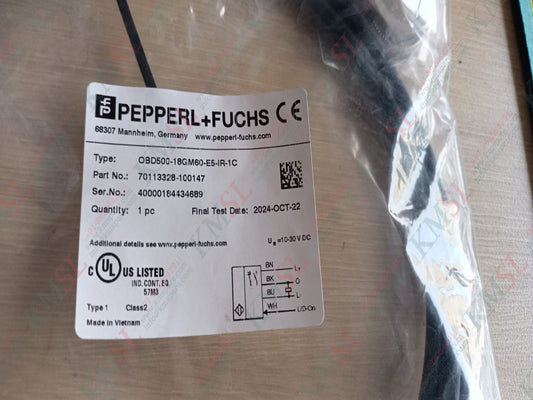 PEPPERL+FUCHS CE
68307 Mannheim, Germany www.pepperl-fuchs.com
Type: OBD500-18GM60-E5-IR-1C
Part No.: 70113328-100147
Ser.No.: 40000184434689
Quantity: 1 pc Final Test Date: 2024-OCT-22
Additional details see www.pepperl-fuchs.com
UB=10-30 V DC
C UL US LISTED
IND. CONT. EQ.
57M3
Type 1 Class2
Made in Vietnam
BN L+
BK Q
BU L-
WH L/D-On
KMSL